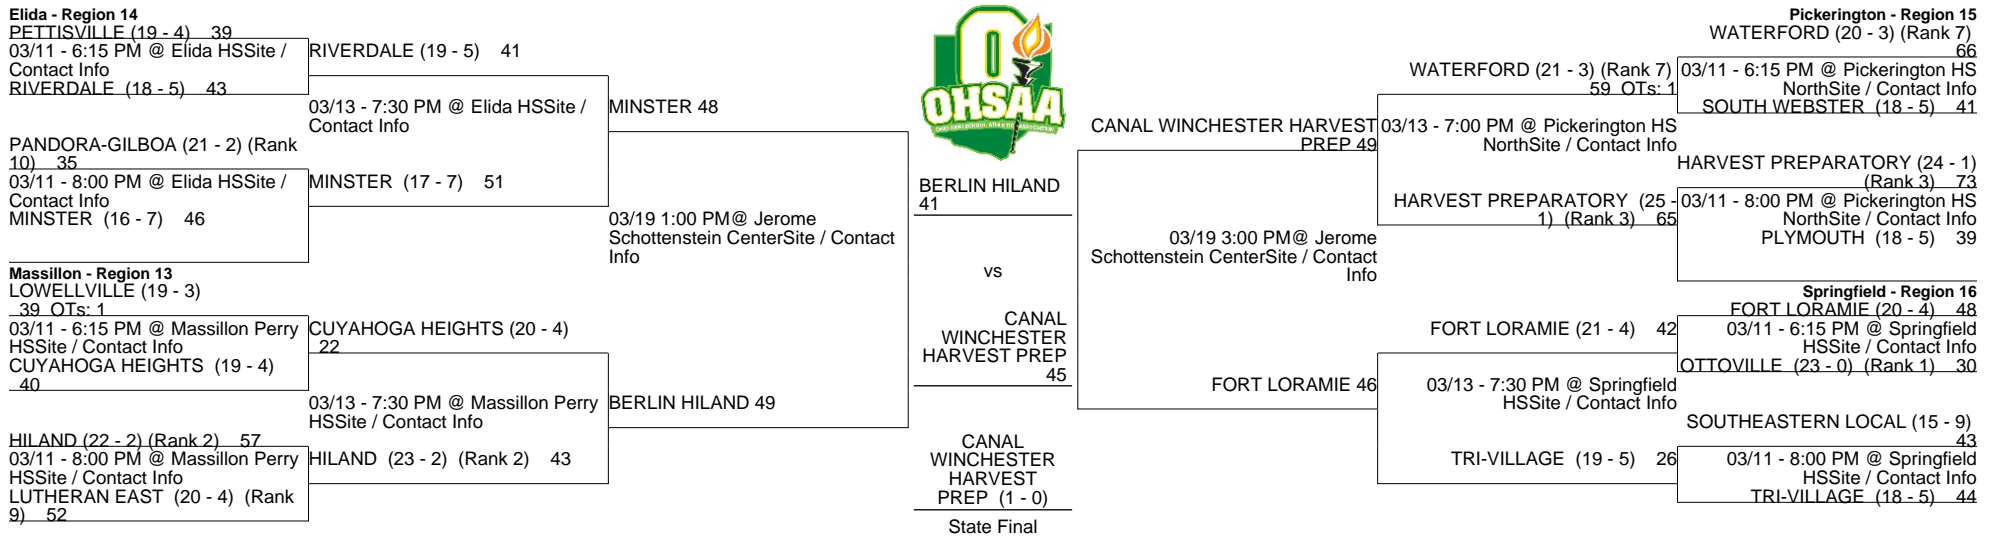 Elida - Region 14
PETTISVILLE (19 - 4) 39
03/11 - 6:15 PM @ Elida HSSite /
Contact Info
RIVERDALE (18 - 5) 43
PANDORA-GILBOA (21 - 2) (Rank
10) 35
03/11 - 8:00 PM @ Elida HSSite /
Contact Info
MINSTER (16 - 7) 46
Massillon - Region 13
LOWELLVILLE (19 - 3)
39 OTs: 1
03/11 - 6:15 PM @ Massillon Perry
HSSite / Contact Info
CUYAHOGA HEIGHTS (19 - 4)
40
HILAND (22 - 2) (Rank 2) 57
03/11 - 8:00 PM @ Massillon Perry
HSSite / Contact Info
LUTHERAN EAST (20 - 4) (Rank
9) 52
RIVERDALE (19 - 5) 41
03/13 - 7:30 PM @ Elida HSSite /
Contact Info
MINSTER (17 - 7) 51
CUYAHOGA HEIGHTS (20 - 4)
22
03/13 - 7:30 PM @ Massillon Perry
HSSite / Contact Info
HILAND (23 - 2) (Rank 2) 43
MINSTER 48
03/19 1:00 PM@ Jerome
Schottenstein CenterSite / Contact
Info
BERLIN HILAND 49
OHSAA
BERLIN HILAND
41
vs
CANAL
WINCHESTER
HARVEST PREP
45
CANAL
WINCHESTER
HARVEST
PREP (1 - 0)
State Final
CANAL WINCHESTER HARVEST
PREP 49
03/19 3:00 PM@ Jerome
Schottenstein CenterSite / Contact
Info
FORT LORAMIE 46
WATERFORD (21 - 3) (Rank 7)
59 OTs: 1
03/13 - 7:00 PM @ Pickerington HS
NorthSite / Contact Info
HARVEST PREPARATORY (25 -
1) (Rank 3) 65
FORT LORAMIE (21 - 4) 42
03/13 - 7:30 PM @ Springfield
HSSite / Contact Info
TRI-VILLAGE (19 - 5) 26
Pickerington - Region 15
WATERFORD (20 - 3) (Rank 7)
66
03/11 - 6:15 PM @ Pickerington HS
NorthSite / Contact Info
SOUTH WEBSTER (18 - 5) 41
HARVEST PREPARATORY (24 - 1)
(Rank 3) 73
03/11 - 8:00 PM @ Pickerington HS
NorthSite / Contact Info
PLYMOUTH (18 - 5) 39
Springfield - Region 16
FORT LORAMIE (20 - 4) 48
03/11 - 6:15 PM @ Springfield
HSSite / Contact Info
OTTOVILLE (23 - 0) (Rank 1) 30
SOUTHEASTERN LOCAL (15 - 9)
43
03/11 - 8:00 PM @ Springfield
HSSite / Contact Info
TRI-VILLAGE (18 - 5) 44